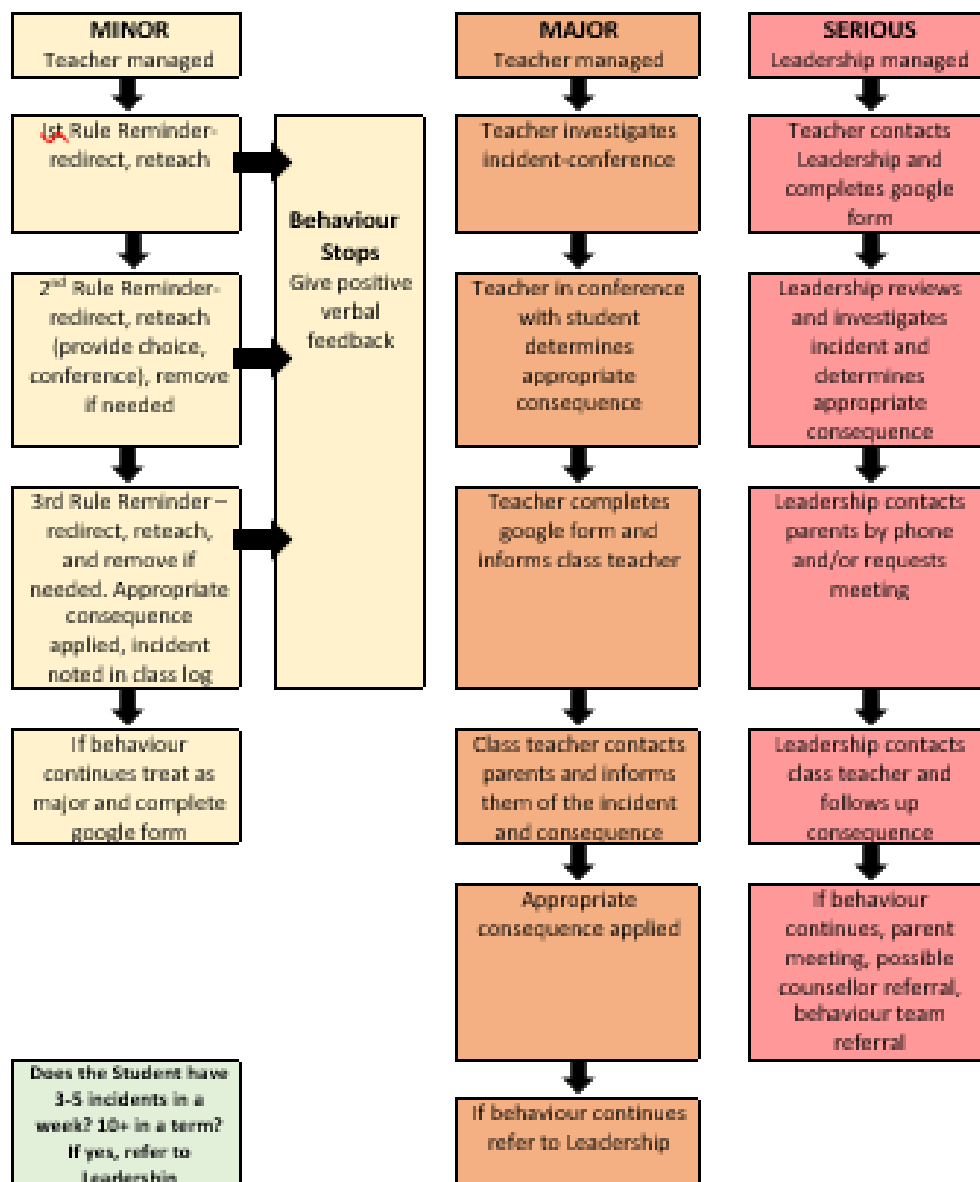 MINOR
Teacher managed
1st Rule Reminder-
redirect, reteach
2nd Rule Reminder-
redirect, reteach
(provide choice,
conference), remove
if needed
3rd Rule Reminder –
redirect, reteach,
and remove if
needed. Appropriate
consequence
applied, incident
noted in class log
If behaviour
continues treat as
major and complete
google form
Does the Student have
3-5 incidents in a
week? 10+ in a term?
If yes, refer to
Leadership
Behaviour
Stops
Give positive
verbal
feedback
MAJOR
Teacher managed
Teacher investigates
incident-conference
Teacher in conference
with student
determines
appropriate
consequence
Teacher completes
google form and
informs class teacher
Class teacher contacts
parents and informs
them of the incident
and consequence
Appropriate
consequence applied
If behaviour continues
refer to Leadership
SERIOUS
Leadership managed
Teacher contacts
Leadership and
completes google
form
Leadership reviews
and investigates
incident and
determines
appropriate
consequence
Leadership contacts
parents by phone
and/or requests
meeting
Leadership contacts
class teacher and
follows up
consequence
If behaviour
continues, parent
meeting, possible
counsellor referral,
behaviour team
referral